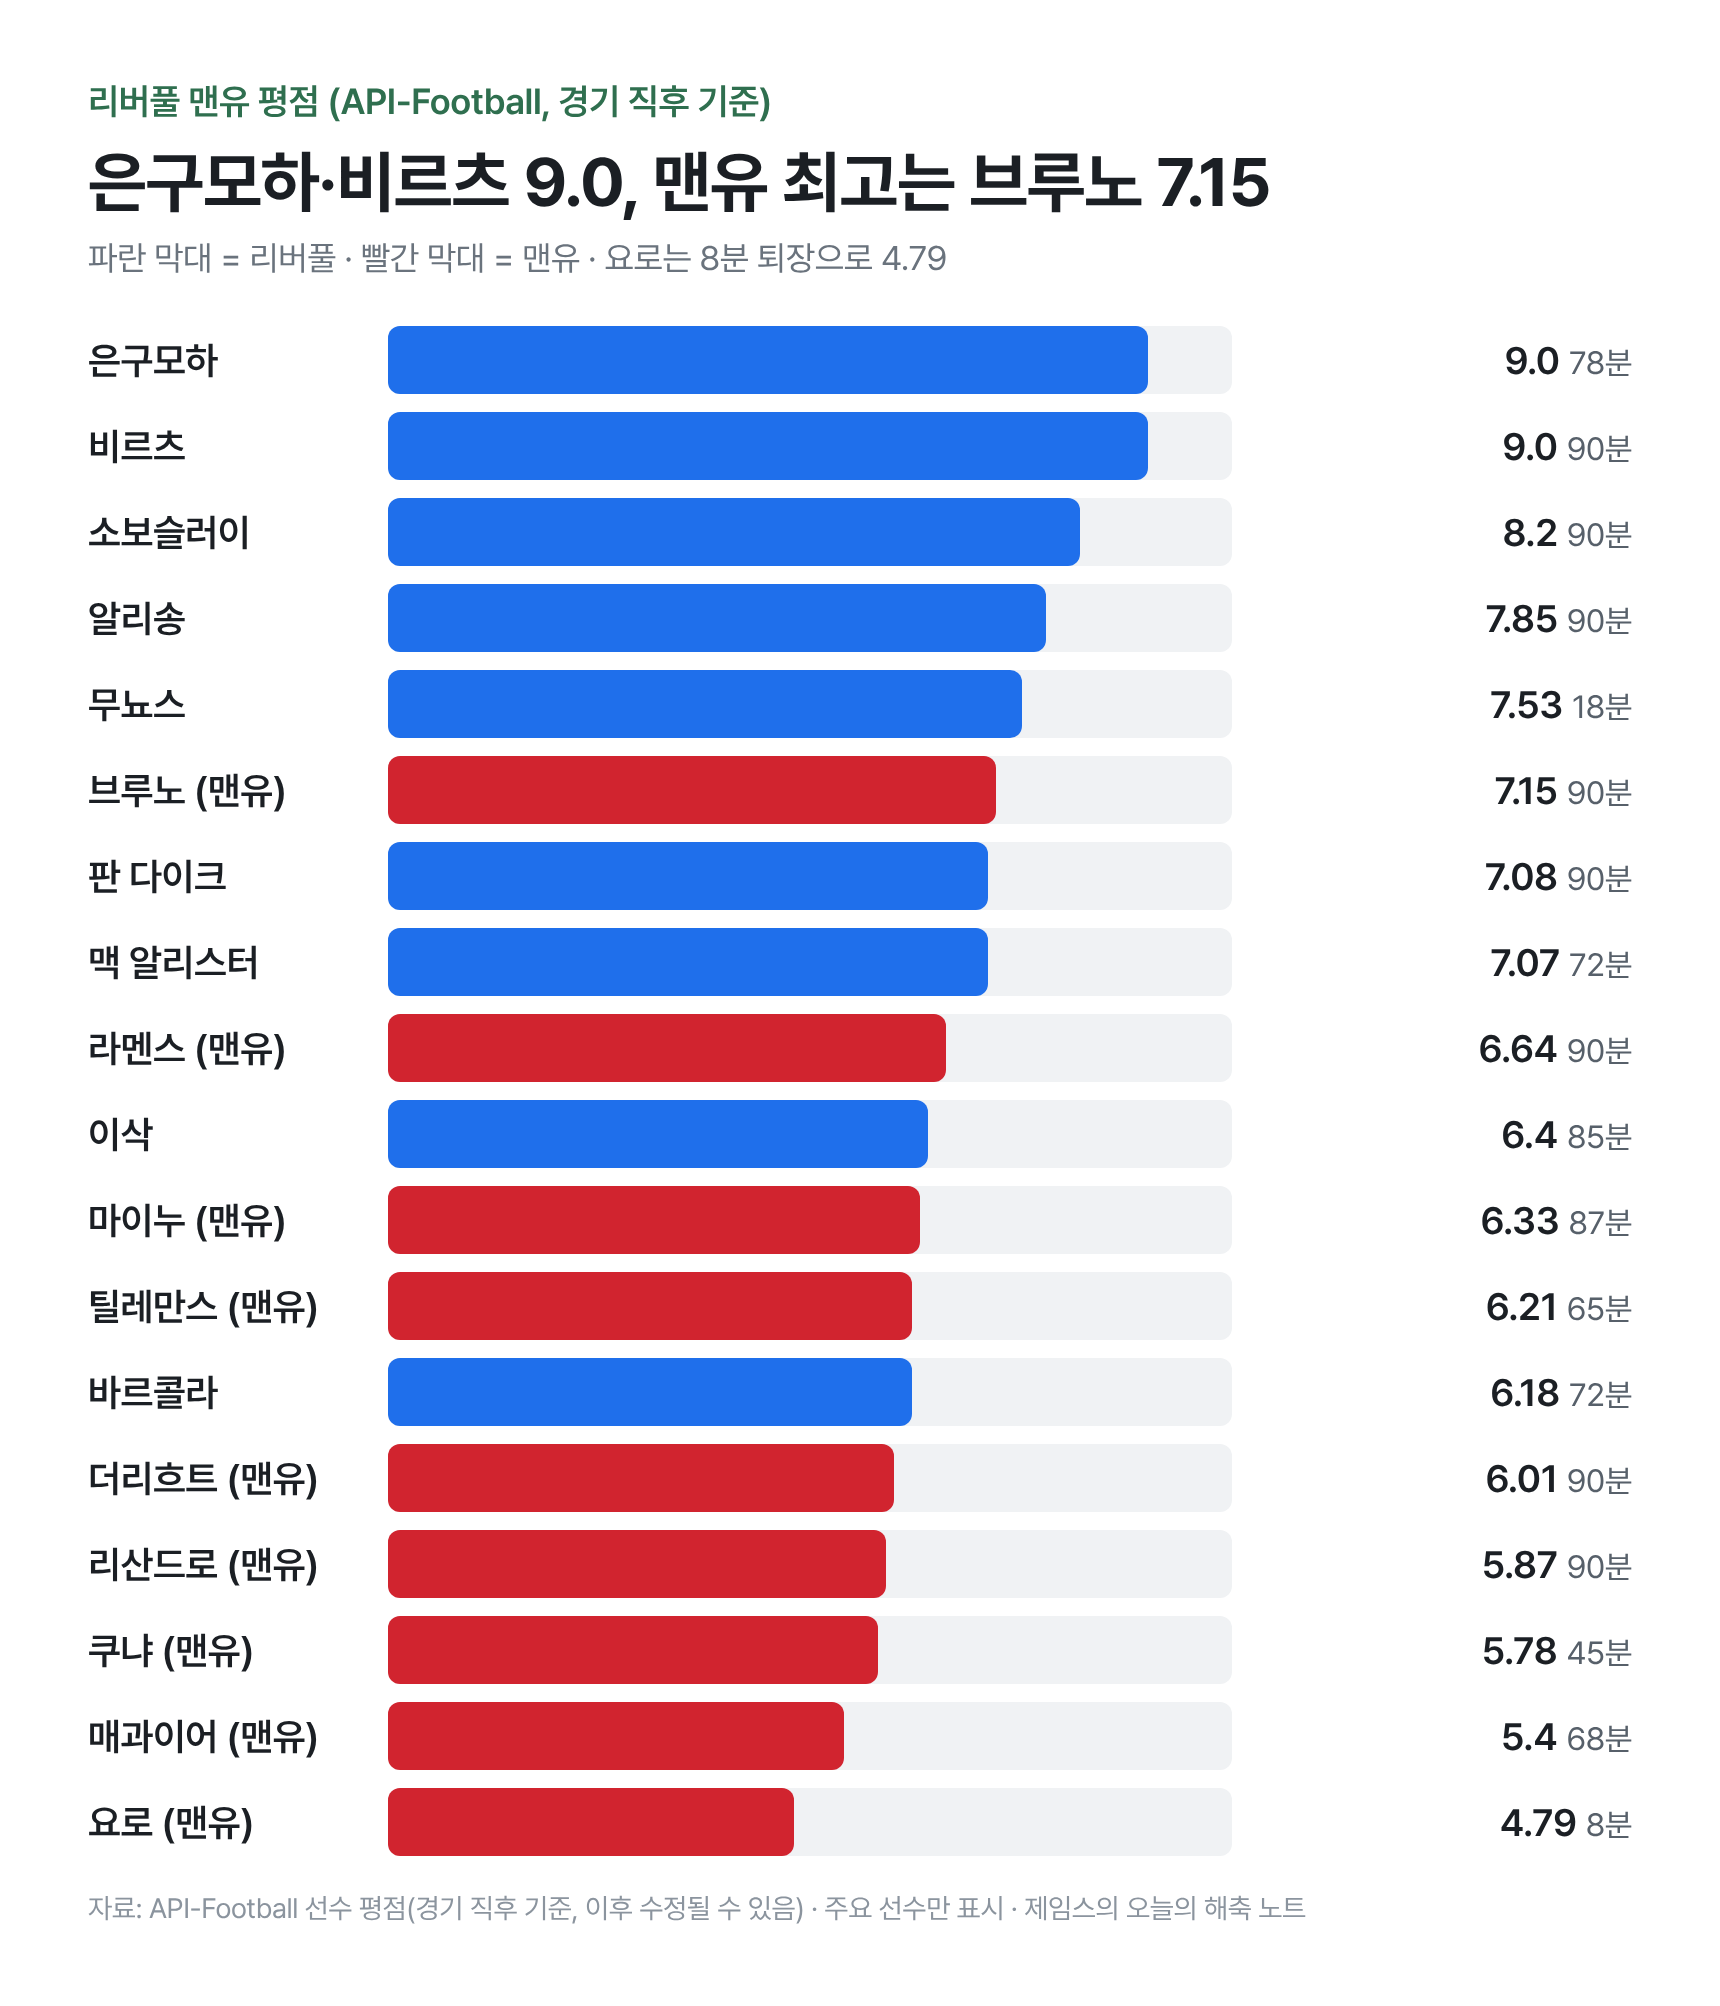 리버풀 맨유 평점 (API-Football, 경기 직후 기준)
은구모하·비르츠 9.0, 맨유 최고는 브루노 7.15
파란 막대 = 리버풀 · 빨간 막대 = 맨유 · 요로는 8분 퇴장으로 4.79
은구모하 9.0 78분
비르츠 9.0 90분
소보슬러이 8.2 90분
알리송 7.85 90분
무뇨스 7.53 18분
브루노 (맨유) 7.15 90분
판 다이크 7.08 90분
맥 알리스터 7.07 72분
라멘스 (맨유) 6.64 90분
이삭 6.4 85분
마이누 (맨유) 6.33 87분
틸레만스 (맨유) 6.21 65분
바르콜라 6.18 72분
더리흐트 (맨유) 6.01 90분
리산드로 (맨유) 5.87 90분
쿠냐 (맨유) 5.78 45분
매과이어 (맨유) 5.4 68분
요로 (맨유) 4.79 8분
자료: API-Football 선수 평점(경기 직후 기준, 이후 수정될 수 있음) · 주요 선수만 표시 · 제임스의 오늘의 해축 노트